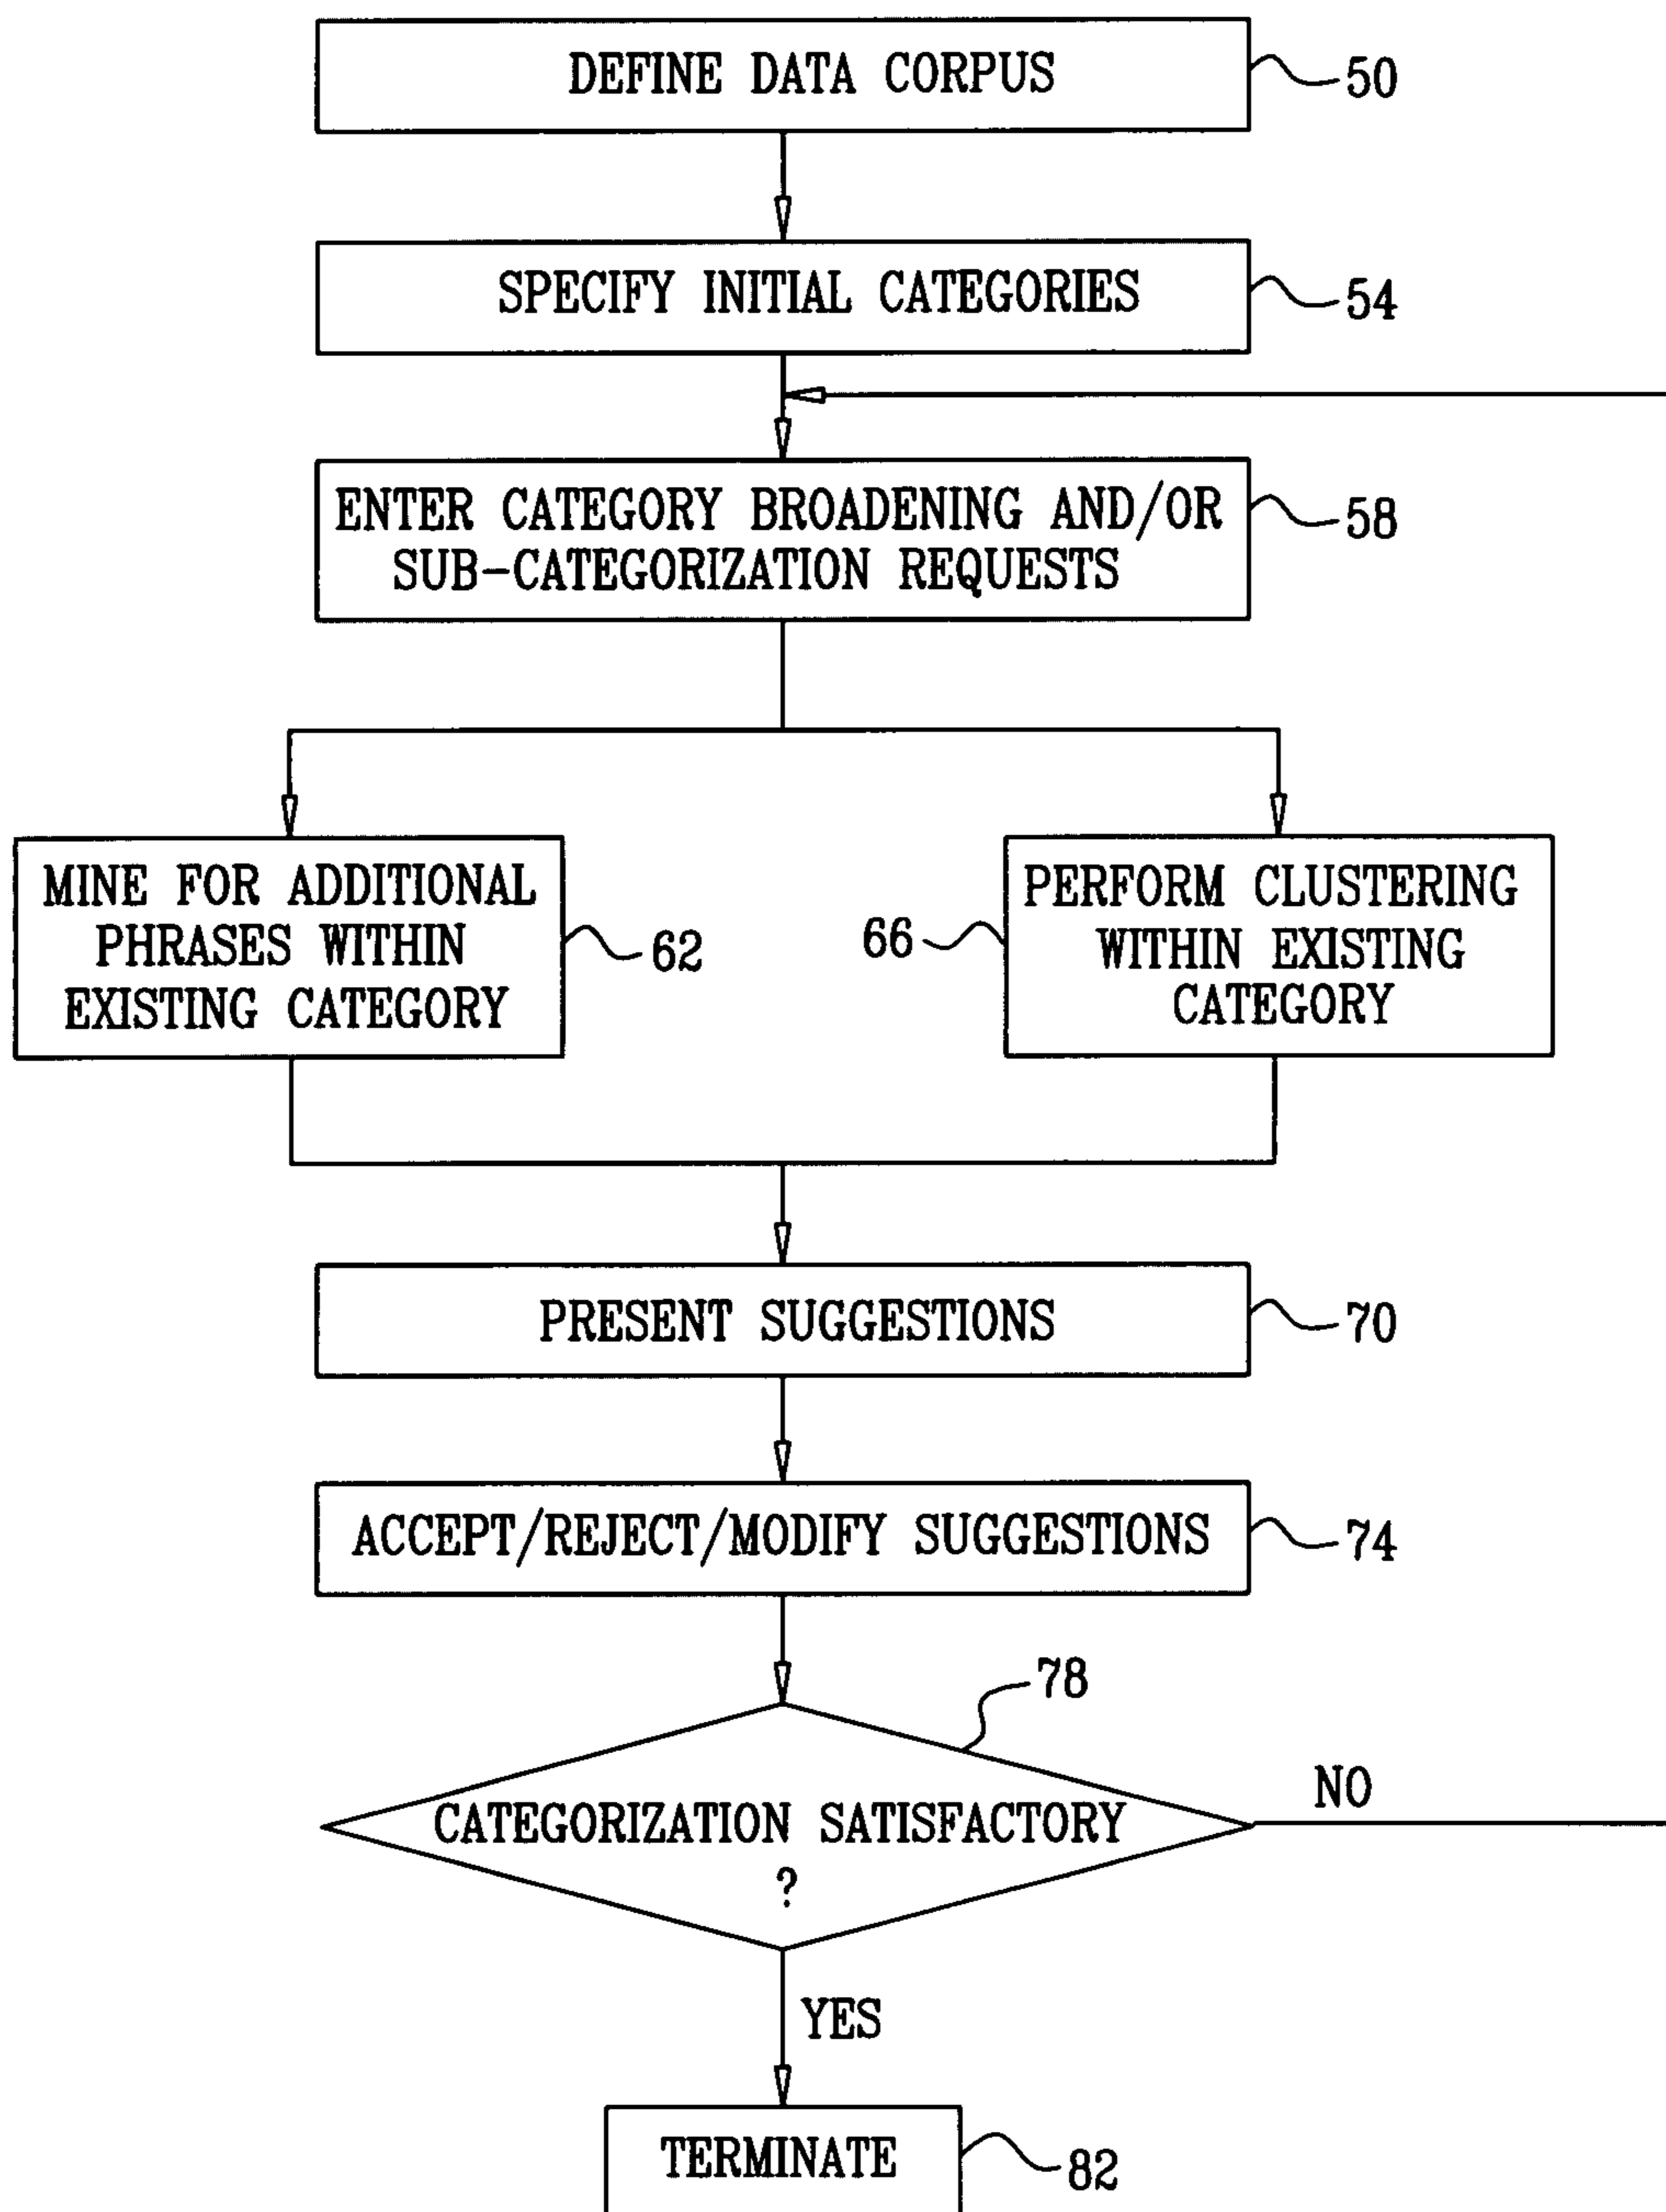 DEFINE DATA CORPUS
50
SPECIFY INITIAL CATEGORIES
54
ENTER CATEGORY BROADENING AND/OR
SUB-CATEGORIZATION REQUESTS
58
MINE FOR ADDITIONAL
PHRASES WITHIN
EXISTING CATEGORY
62
66
PERFORM CLUSTERING
WITHIN EXISTING
CATEGORY
PRESENT SUGGESTIONS
70
ACCEPT/REJECT/MODIFY SUGGESTIONS
74
78
CATEGORIZATION SATISFACTORY
?
NO
YES
TERMINATE
82